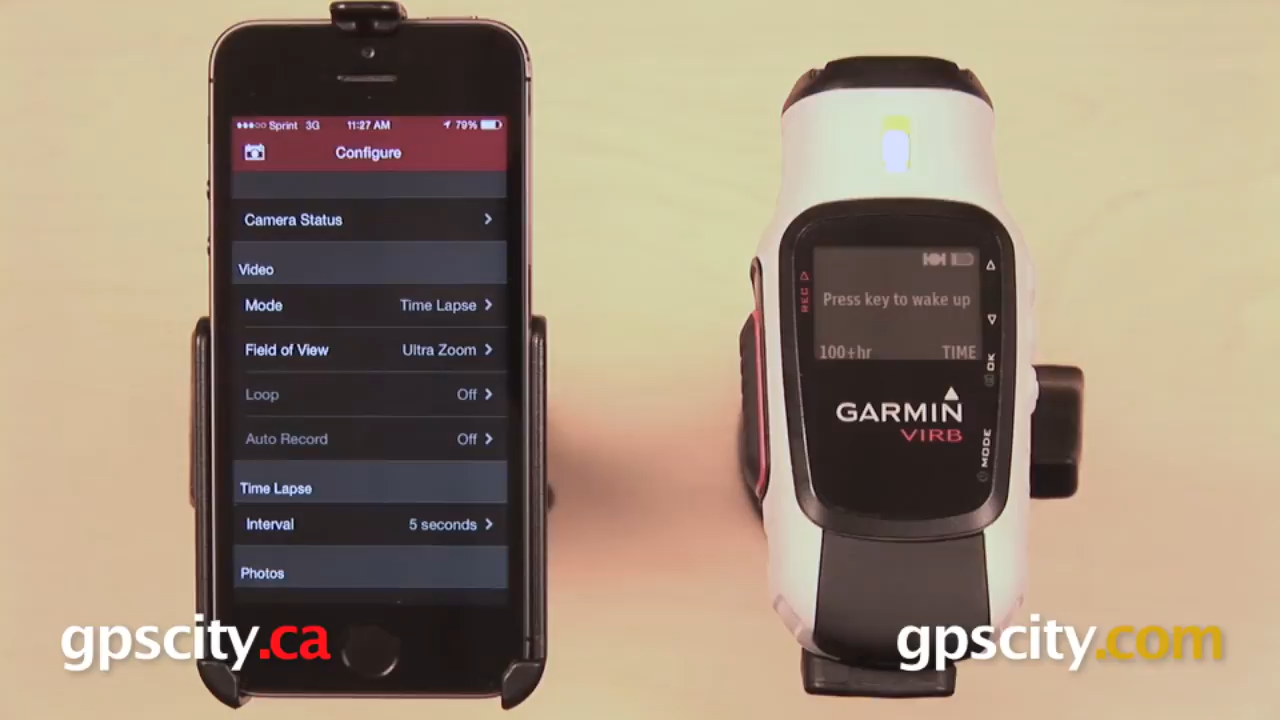 Sprint 3G 11:27 AM 79%
Configure
Camera Status
Video
Mode Time Lapse
Field of View Ultra Zoom
Loop Off
Auto Record Off
Time Lapse
Interval 5 seconds
Photos
REC
Press key to wake up
100+hr TIME
OK
GARMIN
VIRB
MODE
gpscity.ca
gpscity.com